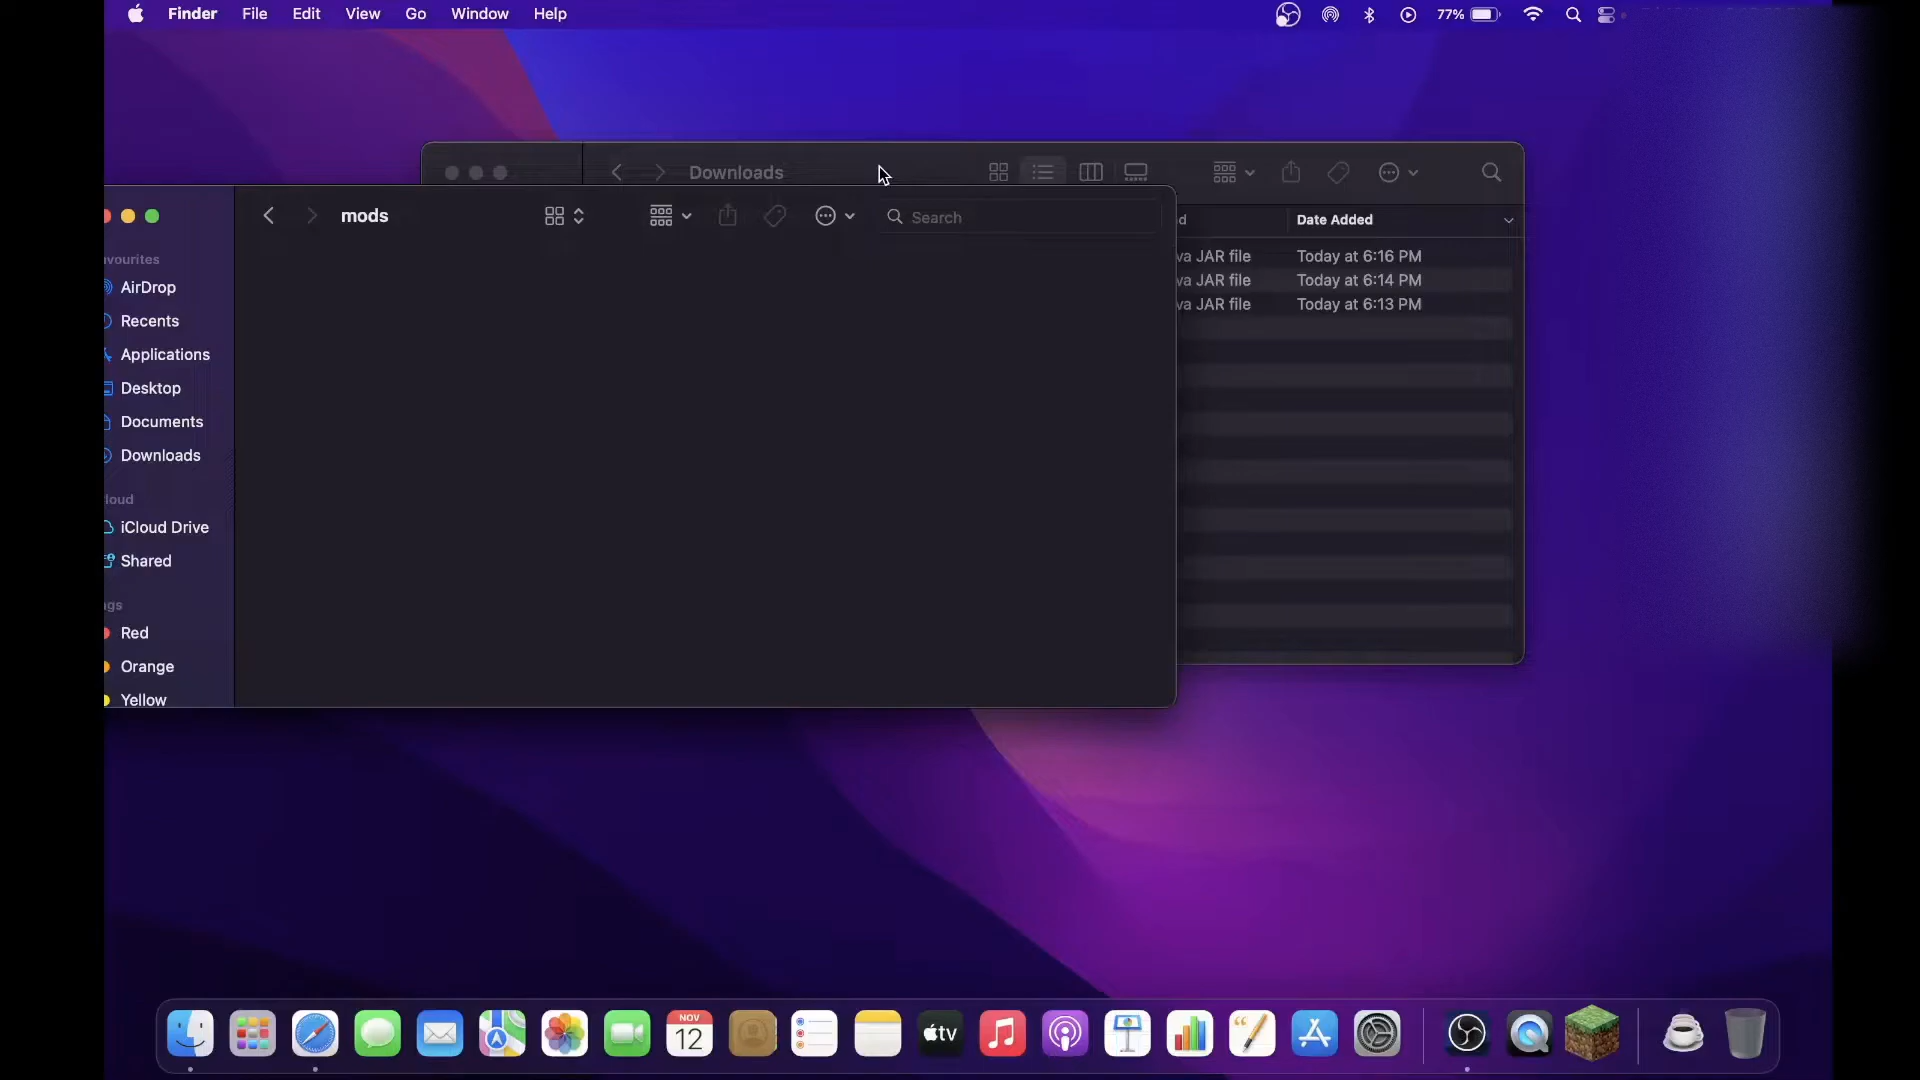 Finder File Edit View Go Window Help 77%
Downloads
mods
Search
Date Added
va JAR file Today at 6:16 PM
va JAR file Today at 6:14 PM
va JAR file Today at 6:13 PM
vourites
AirDrop
Recents
Applications
Desktop
Documents
Downloads
loud
iCloud Drive
Shared
gs
Red
Orange
Yellow
NOV
12
tv